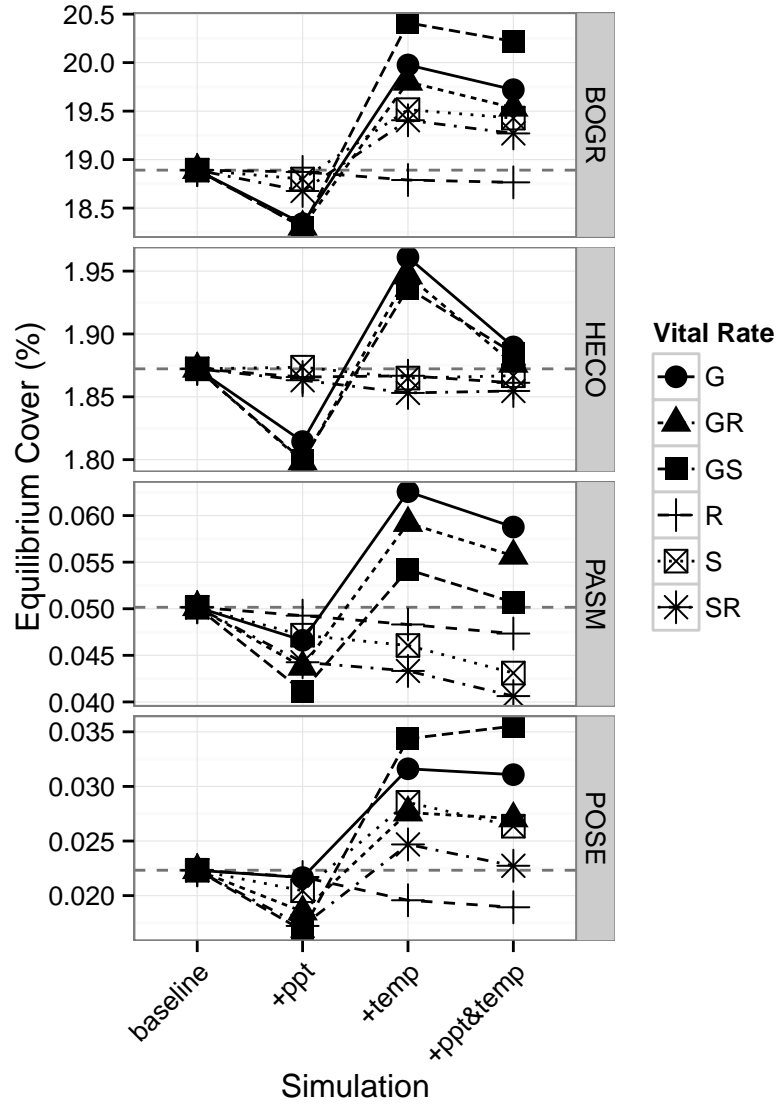 20.5
20.0
19.5
19.0
18.5
BOGR
1.95
1.90
1.85
1.80
HECO
0.060
0.055
0.050
0.045
0.040
PASM
0.035
0.030
0.025
0.020
POSE
Equilibrium Cover (%)
baseline
+ppt
+temp
+ppt&temp
Simulation
Vital Rate
G
GR
GS
R
S
SR